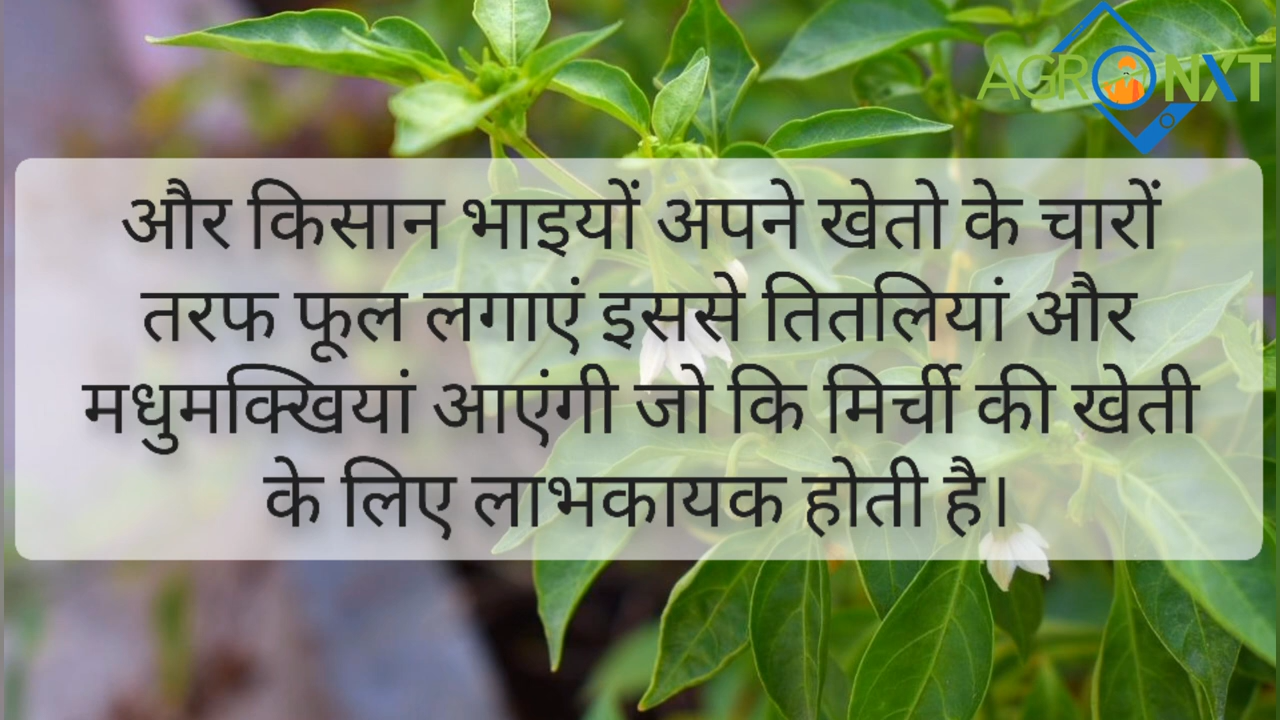 AGRONXT
और किसान भाइयों अपने खेतो के चारों
तरफ फूल लगाएं इससे तितलियां और
मधुमक्खियां आएंगी जो कि मिर्ची की खेती
के लिए लाभकायक होती है।